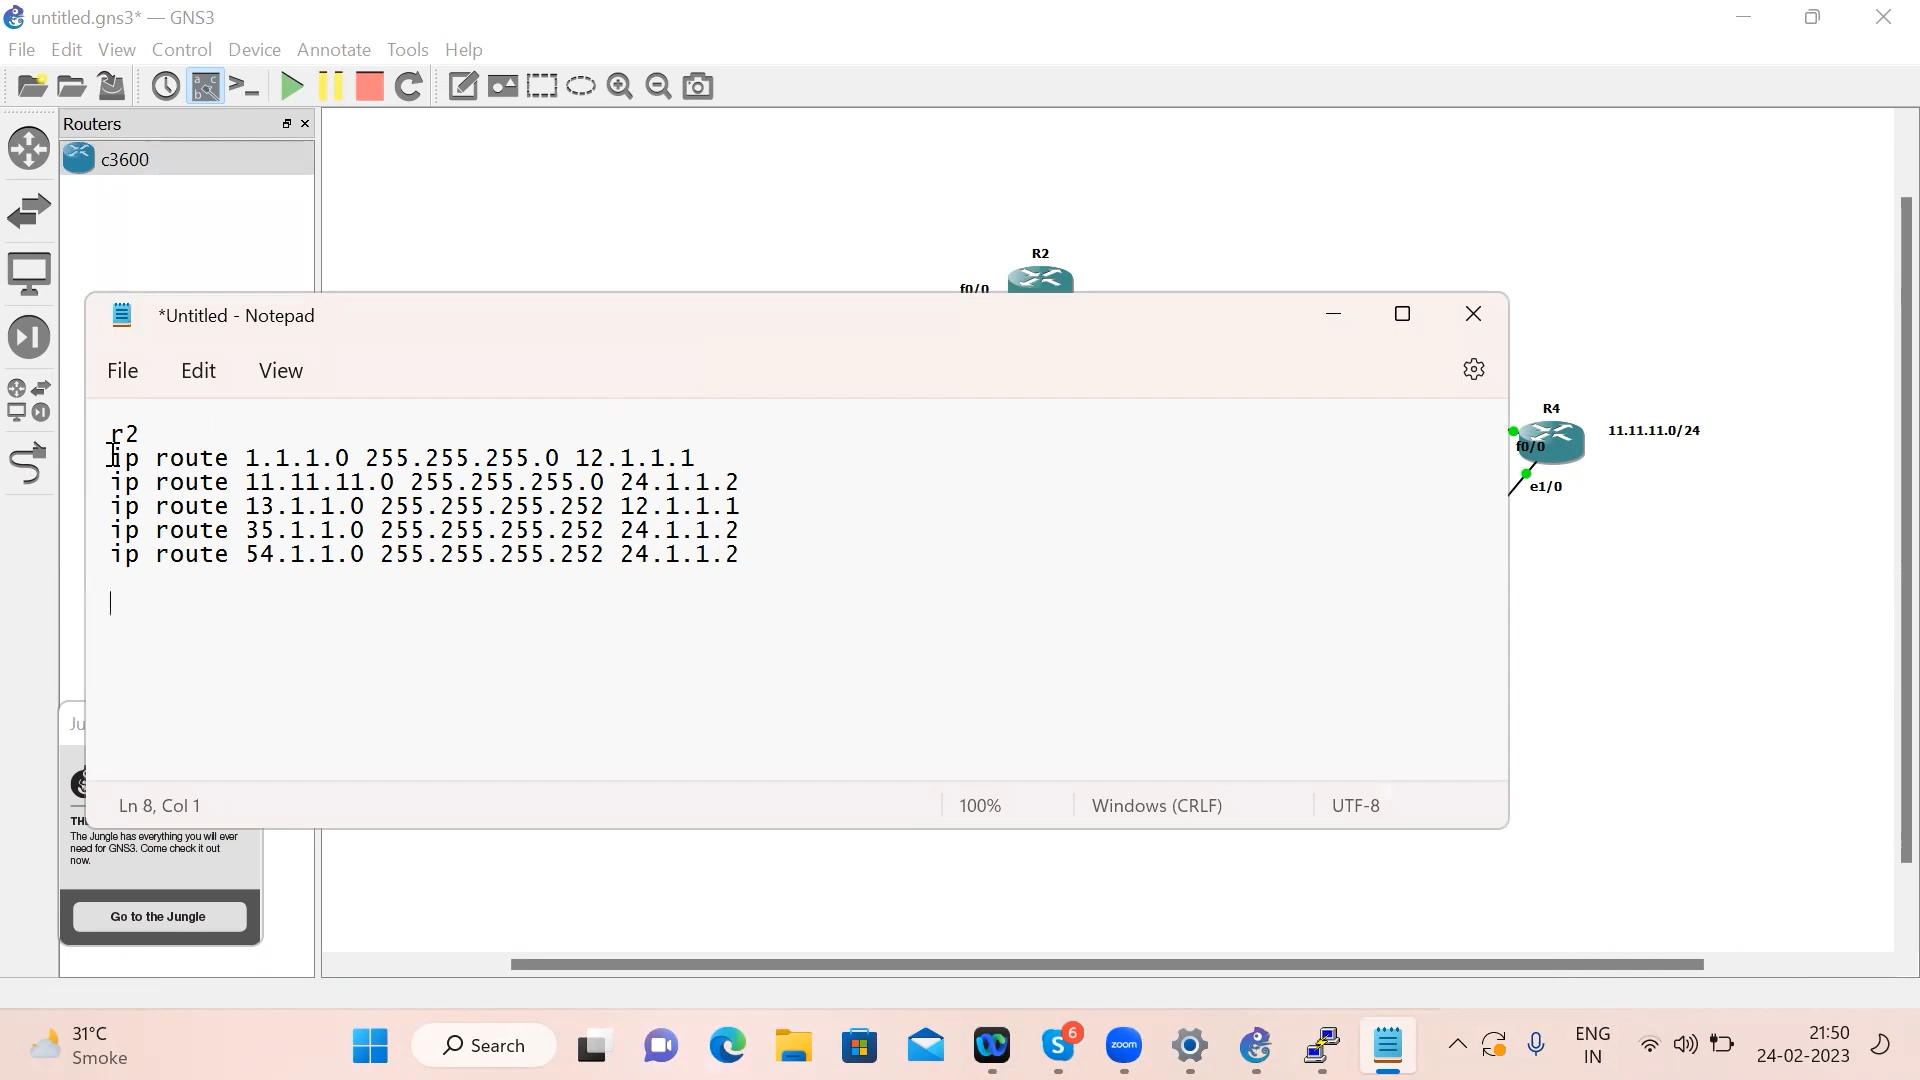 untitled.gns3* — GNS3
File Edit View Control Device Annotate Tools Help
Routers
c3600
R2
f0/0
*Untitled - Notepad
File Edit View
r2
ip route 1.1.1.0 255.255.255.0 12.1.1.1
ip route 11.11.11.0 255.255.255.0 24.1.1.2
ip route 13.1.1.0 255.255.255.252 12.1.1.1
ip route 35.1.1.0 255.255.255.252 24.1.1.2
ip route 54.1.1.0 255.255.255.252 24.1.1.2
R4
11.11.11.0/24
f0/0
e1/0
Ju
Ln 8, Col 1 100% Windows (CRLF) UTF-8
TH
The Jungle has everything you will ever
need for GNS3. Come check it out
now.
Go to the Jungle
31°C
Smoke
Search
6
zoom
ENG
IN
21:50
24-02-2023